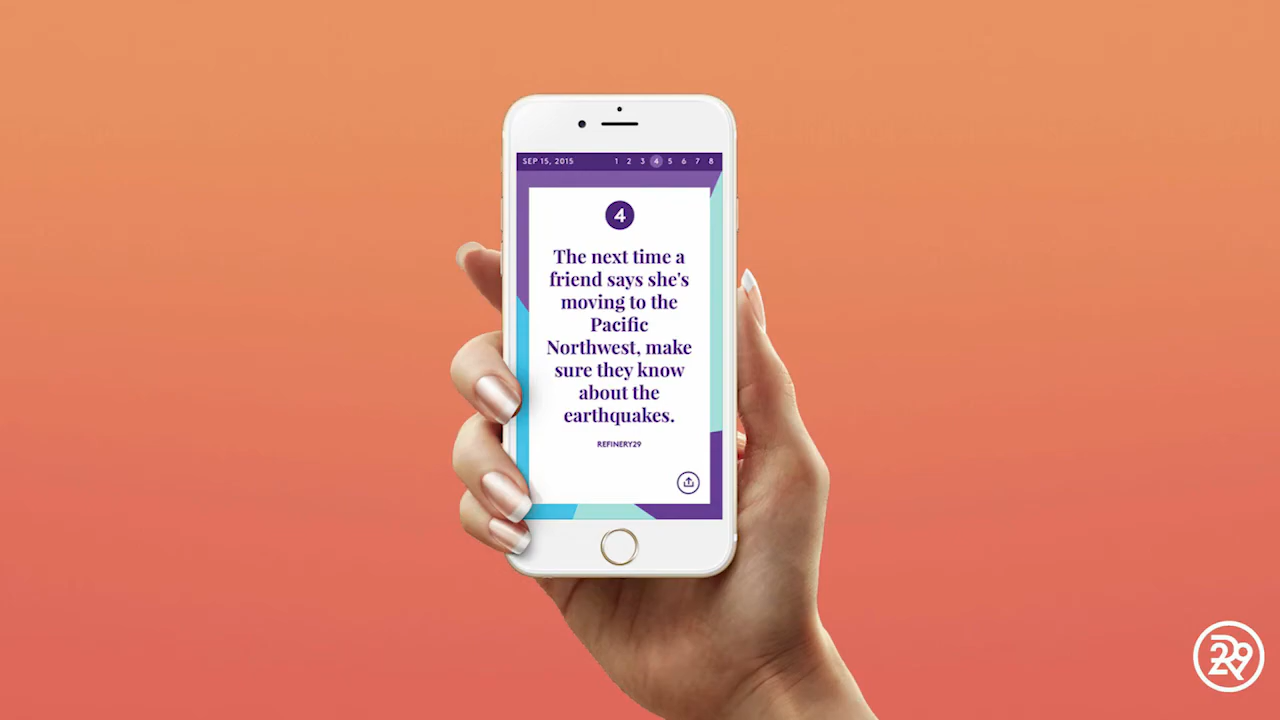 SEP 15, 2015 1 2 3 4 5 6 7 8
4
The next time a
friend says she's
moving to the
Pacific
Northwest, make
sure they know
about the
earthquakes.
REFINERY29
R29